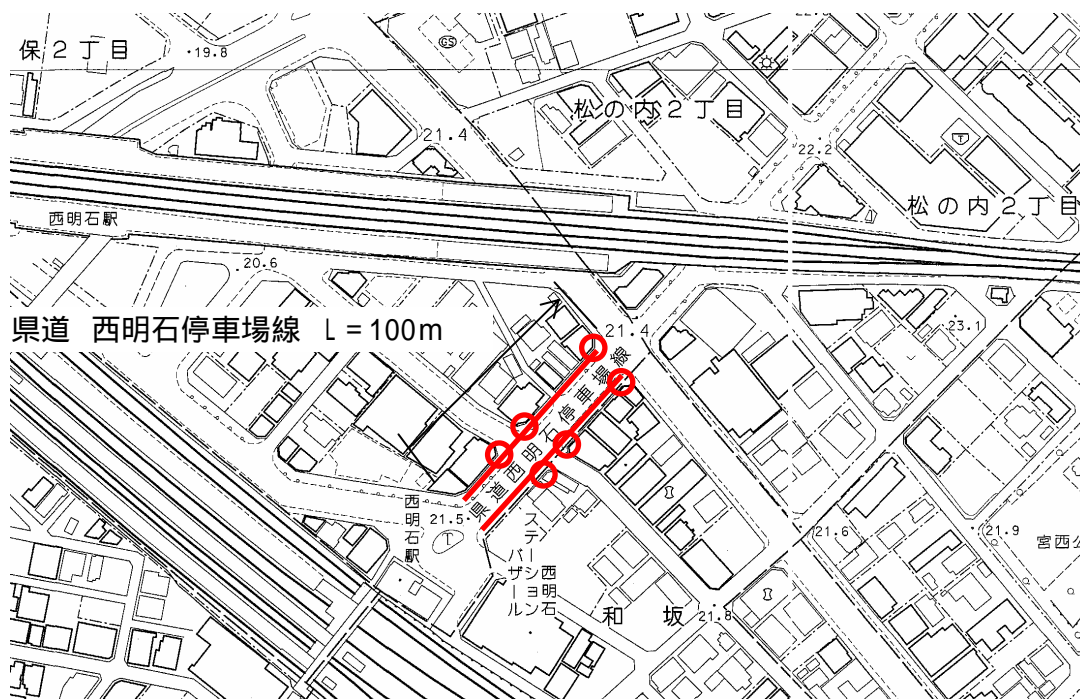 保2丁目
19.8
GS
松の内2丁目
21.4
22.2
T
松の内2丁目
西明石駅
20.6
県道 西明石停車場線 L=100m
21.4
23.1
県道西明石停車場線
西明石駅
21.5
T
西明石
ステーション
バザール
21.6
21.9
宮西公
和坂
21.8